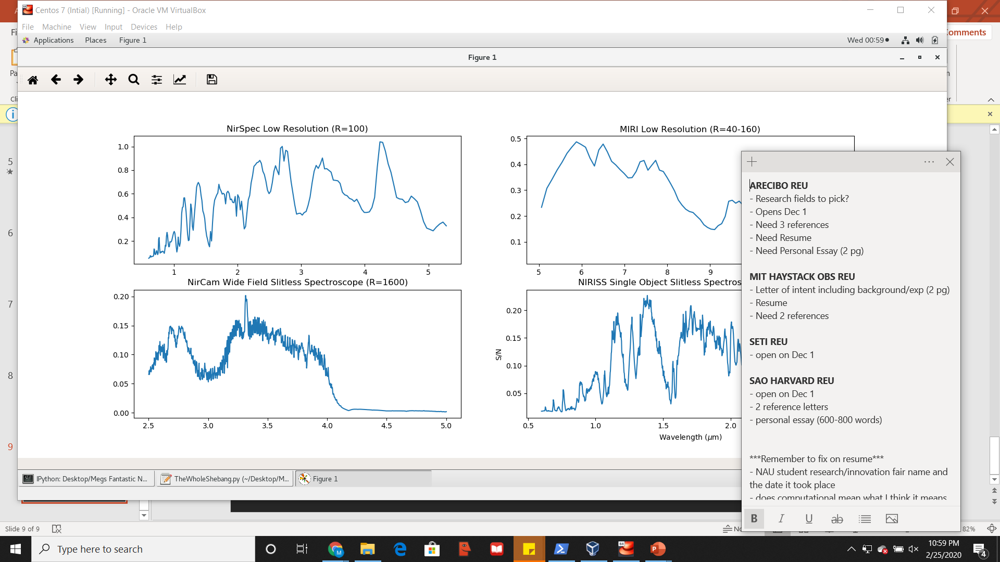 Centos 7 (Intial) [Running] - Oracle VM VirtualBox
File Machine View Input Devices Help
Applications Places Figure 1
Wed 00:59
Comments
Figure 1
NirSpec Low Resolution (R=100)
1.0
0.8
0.6
0.4
0.2
1 2 3 4 5
MIRI Low Resolution (R=40-160)
0.5
0.4
0.3
0.2
0.1
5 6 7 8 9
NirCam Wide Field Slitless Spectroscope (R=1600)
0.20
0.15
0.10
0.05
0.00
2.5 3.0 3.5 4.0 4.5 5.0
NIRISS Single Object Slitless Spectros
S/N
0.20
0.15
0.10
0.05
0.5 1.0 1.5 2.0
Wavelength (μm)
5
6
7
8
9
ARECIBO REU
- Research fields to pick?
- Opens Dec 1
- Need 3 references
- Need Resume
- Need Personal Essay (2 pg)
MIT HAYSTACK OBS REU
- Letter of intent including background/exp (2 pg)
- Resume
- Need 2 references
SETI REU
- open on Dec 1
SAO HARVARD REU
- open on Dec 1
- 2 reference letters
- personal essay (600-800 words)
***Remember to fix on resume***
- NAU student research/innovation fair name and
the date it took place
- does computational mean what I think it means
B I U ab
IPython: Desktop/Megs Fantastic N...
TheWholeShebang.py (~/Desktop/M...
Figure 1
Slide 9 of 9
82%
Type here to search
10:59 PM
2/25/2020
4